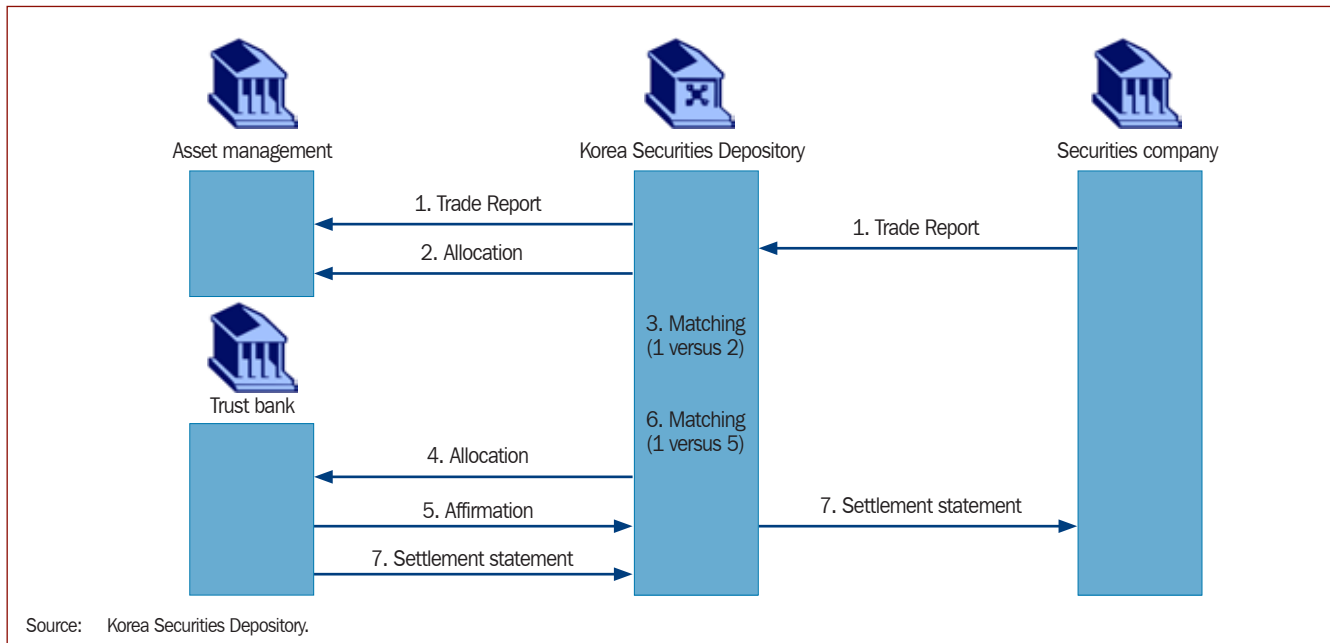 Asset management
Korea Securities Depository
Securities company
1. Trade Report
1. Trade Report
2. Allocation
3. Matching
(1 versus 2)
Trust bank
6. Matching
(1 versus 5)
4. Allocation
5. Affirmation
7. Settlement statement
7. Settlement statement
Source: Korea Securities Depository.